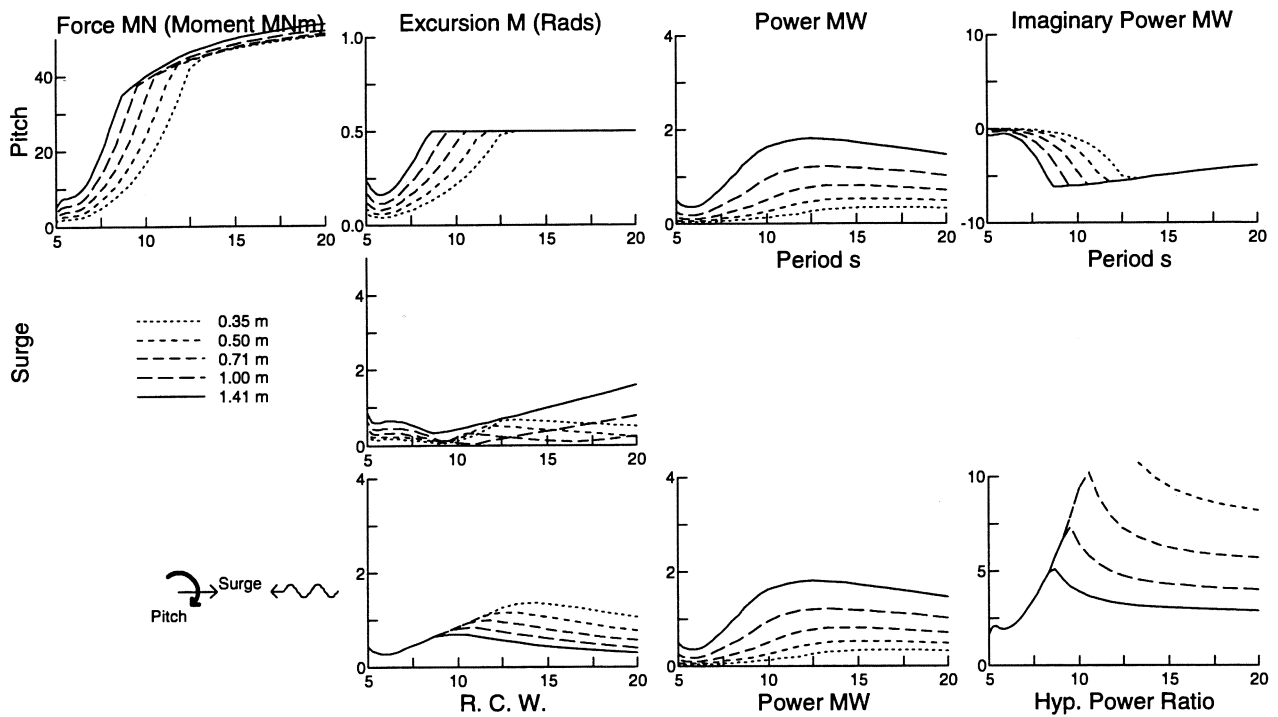 Force MN (Moment MNm)
Excursion M (Rads)
Power MW
Imaginary Power MW
Pitch
40
20
0
5 10 15 20
1.0
0.5
0.0
5 10 15 20
4
2
0
5 10 15 20
Period s
10
0
-10
5 10 15 20
Period s
Surge
0.35 m
0.50 m
0.71 m
1.00 m
1.41 m
4
2
0
5 10 15 20
Surge
Pitch
4
2
0
5 10 15 20
R. C. W.
4
2
0
5 10 15 20
Power MW
10
5
0
5 10 15 20
Hyp. Power Ratio